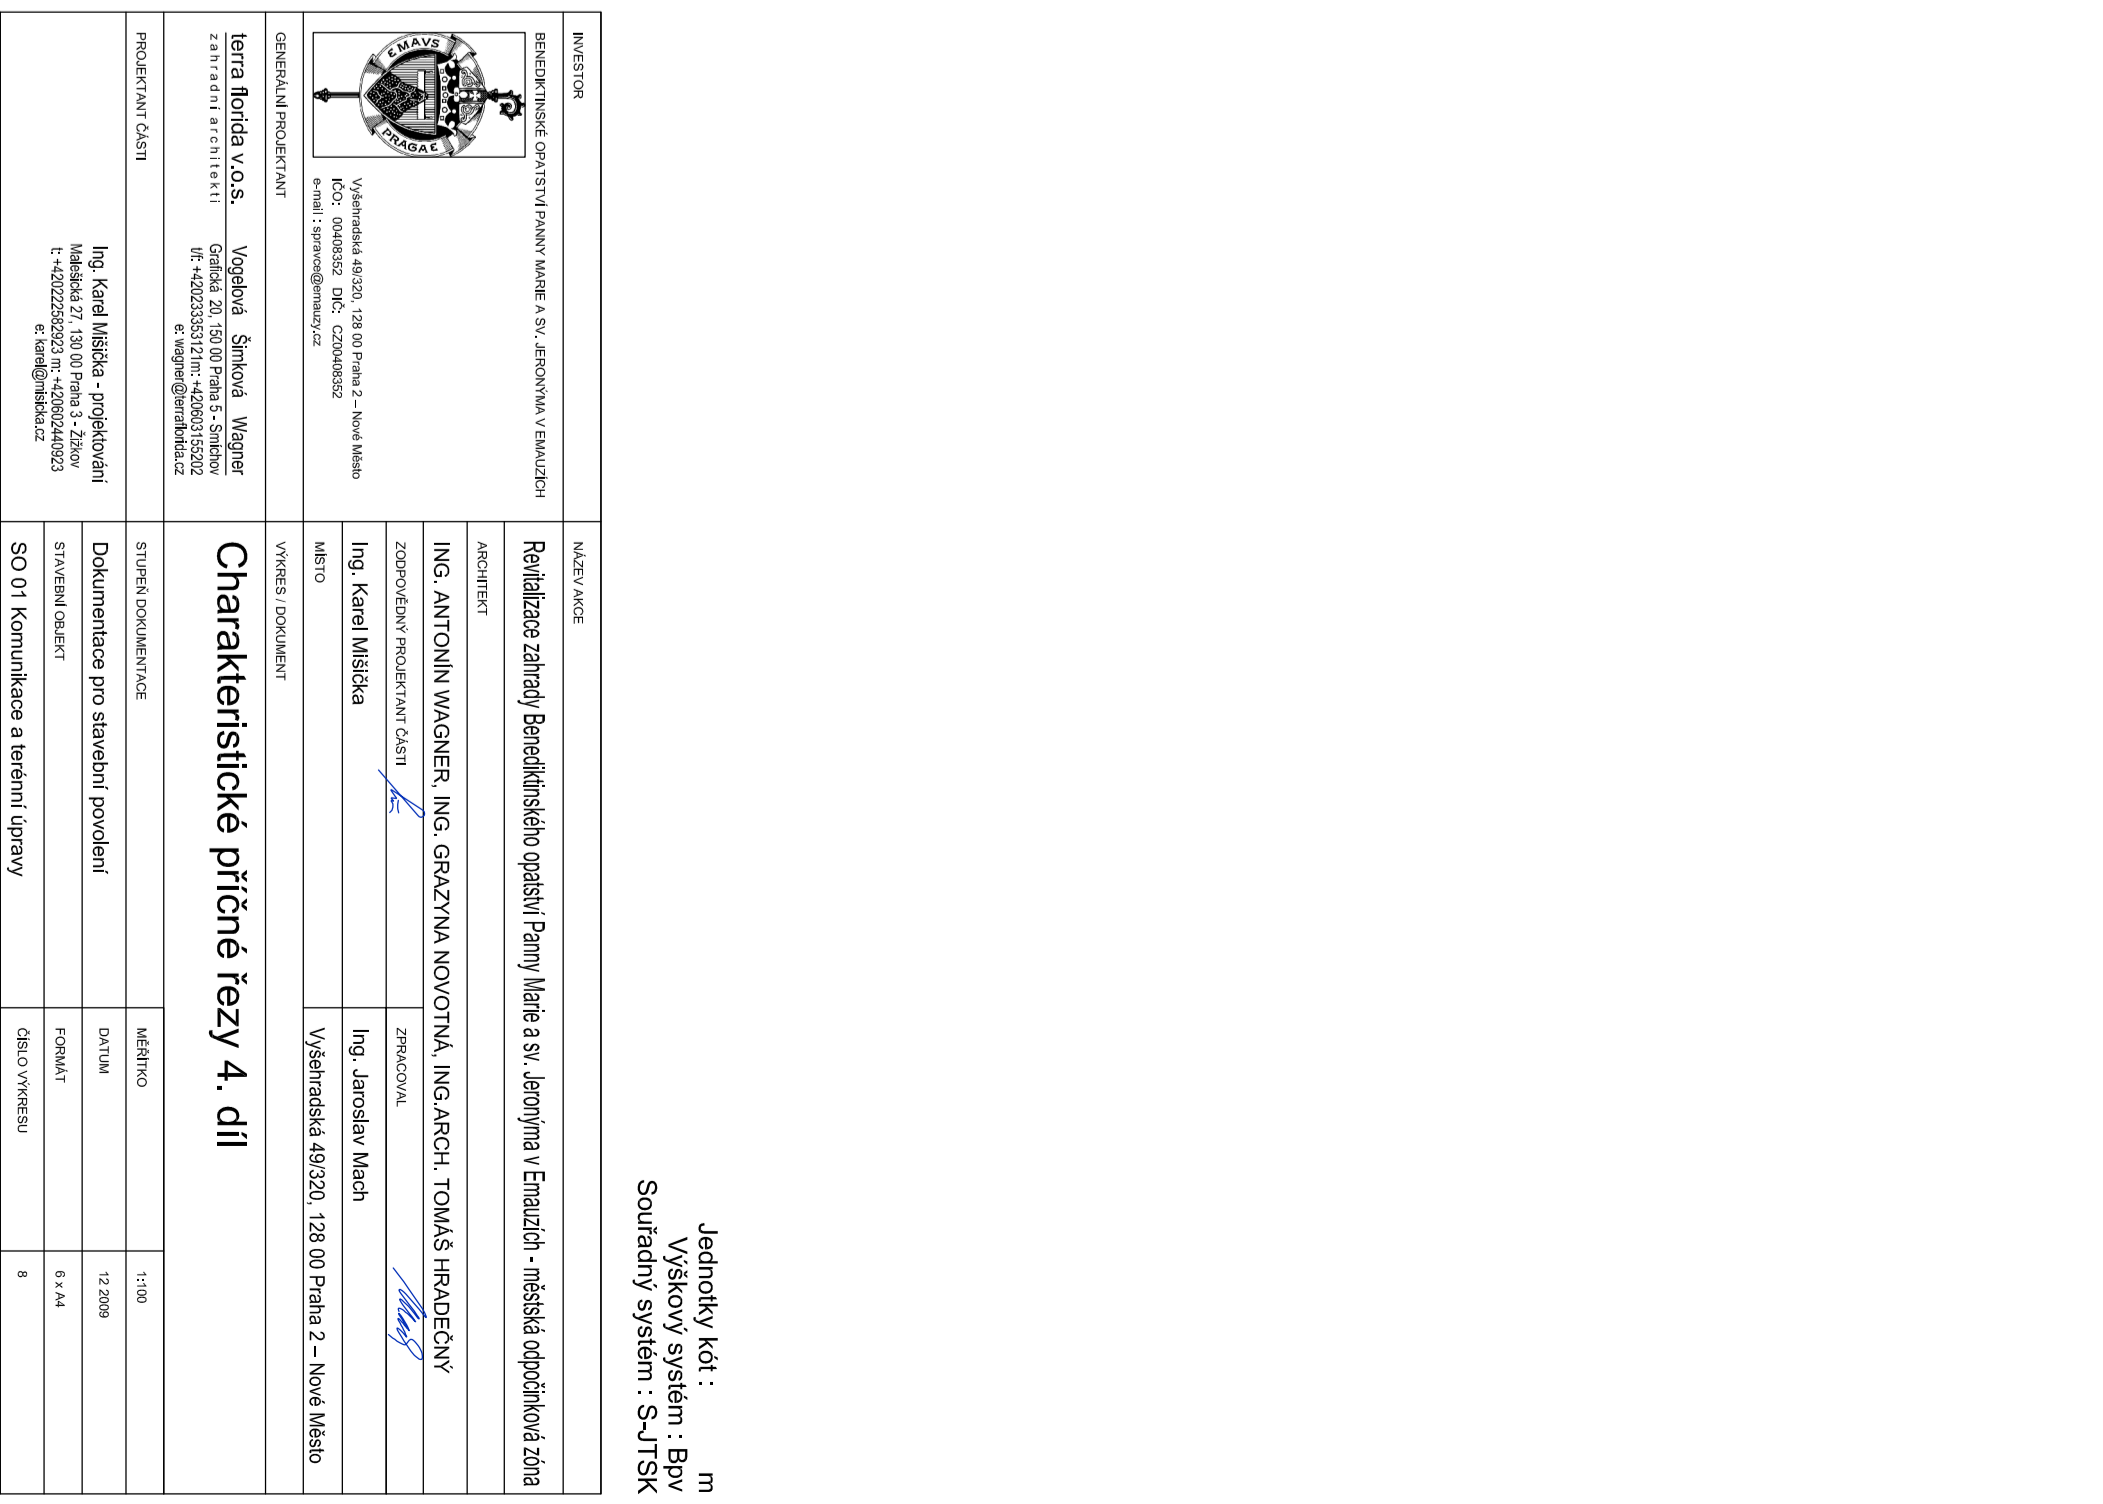 Jednotky kót : m
Výškový systém : Bpv
Souřadný systém : S-JTSK
INVESTOR
BENEDIKTINSKÉ OPATSTVÍ PANNY MARIE A SV. JERONÝMA V EMAUZÍCH
EMAVS
PRAGAE
Vyšehradská 49/320, 128 00 Praha 2 – Nové Město
IČO: 00408352 DIČ: CZ00408352
e-mail : spravce@emauzy.cz
GENERÁLNÍ PROJEKTANT
terra florida v.o.s. Vogelová Šimková Wagner
zahradní architekti Grafická 20, 150 00 Praha 5 - Smíchov
t/f: +420233353121m: +420603155202
e: wagner@terraflorida.cz
PROJEKTANT ČÁSTI
Ing. Karel Mišička - projektování
Malešická 27, 130 00 Praha 3 - Žižkov
t: +420222582923 m: +420602440923
e: karel@misicka.cz
NÁZEV AKCE
Revitalizace zahrady Benediktinského opatství Panny Marie a sv. Jeronýma v Emauzích - městská odpočinková zóna
ARCHITEKT
ING. ANTONÍN WAGNER, ING. GRAZYNA NOVOTNÁ, ING.ARCH. TOMÁŠ HRADEČNÝ
ZODPOVĚDNÝ PROJEKTANT ČÁSTI
ZPRACOVAL
Ing. Karel Mišička
Ing. Jaroslav Mach
MÍSTO
Vyšehradská 49/320, 128 00 Praha 2 – Nové Město
VÝKRES / DOKUMENT
Charakteristické příčné řezy 4. díl
STUPEŇ DOKUMENTACE
MĚŘÍTKO 1:100
Dokumentace pro stavební povolení
DATUM 12 2009
STAVEBNÍ OBJEKT
FORMÁT 6 x A4
SO 01 Komunikace a terénní úpravy
ČÍSLO VÝKRESU 8